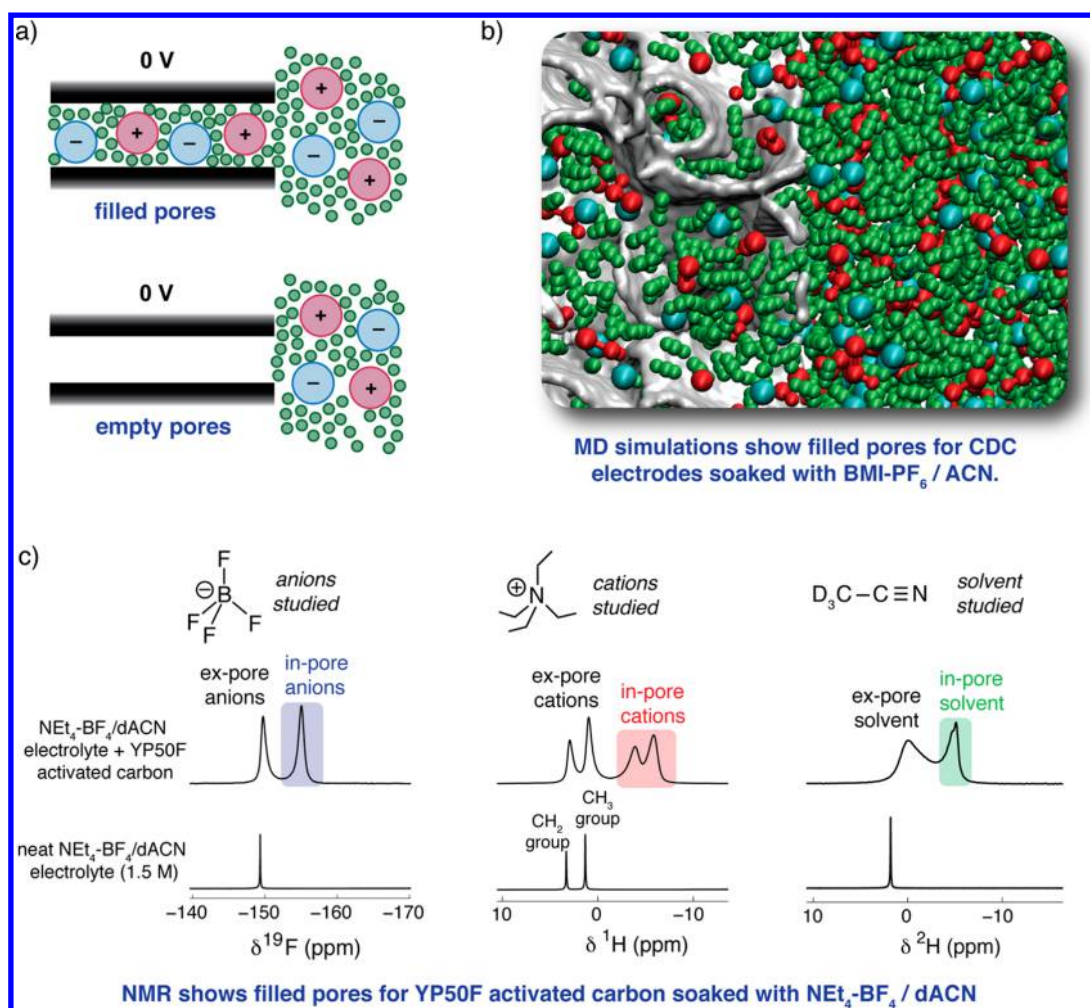 a)
0 V
− + − +
+
−
−
+
filled pores
0 V
+
−
−
+
empty pores
b)
MD simulations show filled pores for CDC
electrodes soaked with BMI-PF₆ / ACN.
c)
F
⊖
B
F
F
F
anions
studied
⊕
N
cations
studied
D₃C−C≡N
solvent
studied
ex-pore
anions
in-pore
anions
ex-pore
cations
in-pore
cations
ex-pore
solvent
in-pore
solvent
NEt₄-BF₄/dACN
electrolyte + YP50F
activated carbon
neat NEt₄-BF₄/dACN
electrolyte (1.5 M)
CH₂
group
CH₃
group
−140 −150 −160 −170
δ ¹⁹F (ppm)
10 0 −10
δ ¹H (ppm)
10 0 −10
δ ²H (ppm)
NMR shows filled pores for YP50F activated carbon soaked with NEt₄-BF₄ / dACN